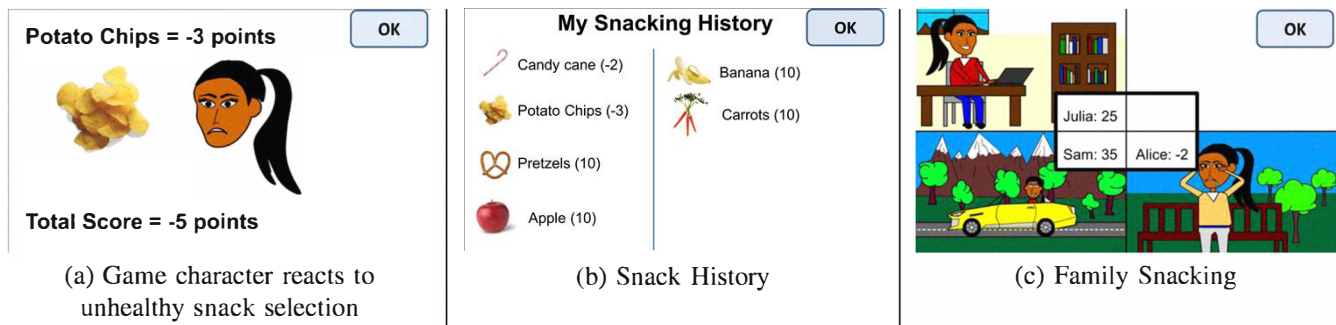 Potato Chips = -3 points
OK
Total Score = -5 points
(a) Game character reacts to
unhealthy snack selection
My Snacking History
OK
Candy cane (-2)
Potato Chips (-3)
Pretzels (10)
Apple (10)
Banana (10)
Carrots (10)
(b) Snack History
OK
Julia: 25
Sam: 35
Alice: -2
(c) Family Snacking